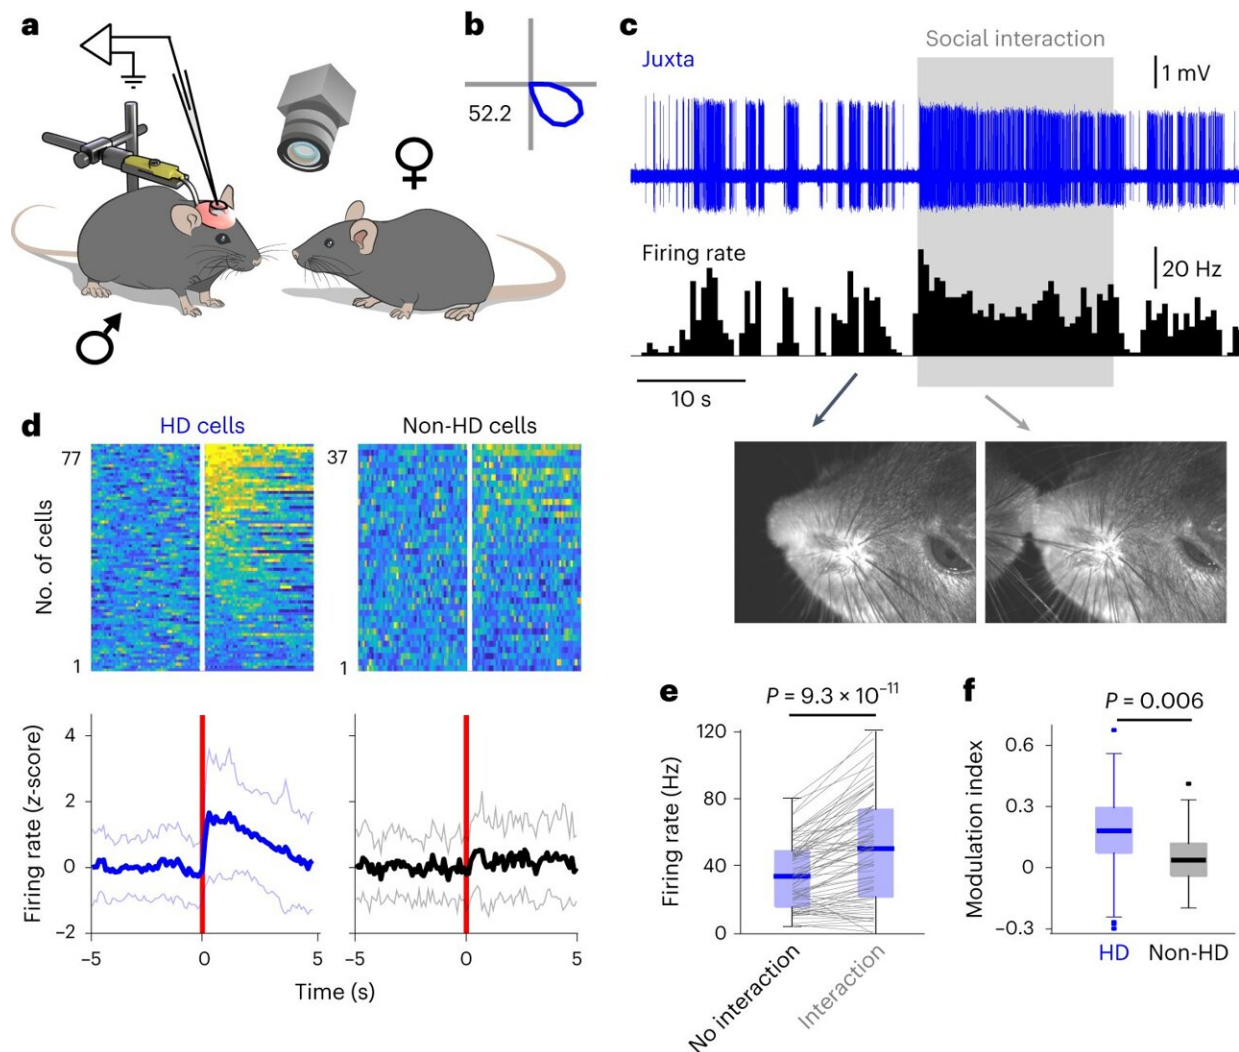 a
b
52.2
c
Social interaction
Juxta
1 mV
Firing rate
20 Hz
10 s
d
HD cells
Non-HD cells
77
37
No. of cells
1
1
Firing rate (z-score)
4
2
0
−2
−5
0
5
−5
0
5
Time (s)
e
P = 9.3 × 10⁻¹¹
Firing rate (Hz)
120
80
40
0
No interaction
Interaction
f
P = 0.006
Modulation index
0.6
0.3
0
−0.3
HD
Non-HD